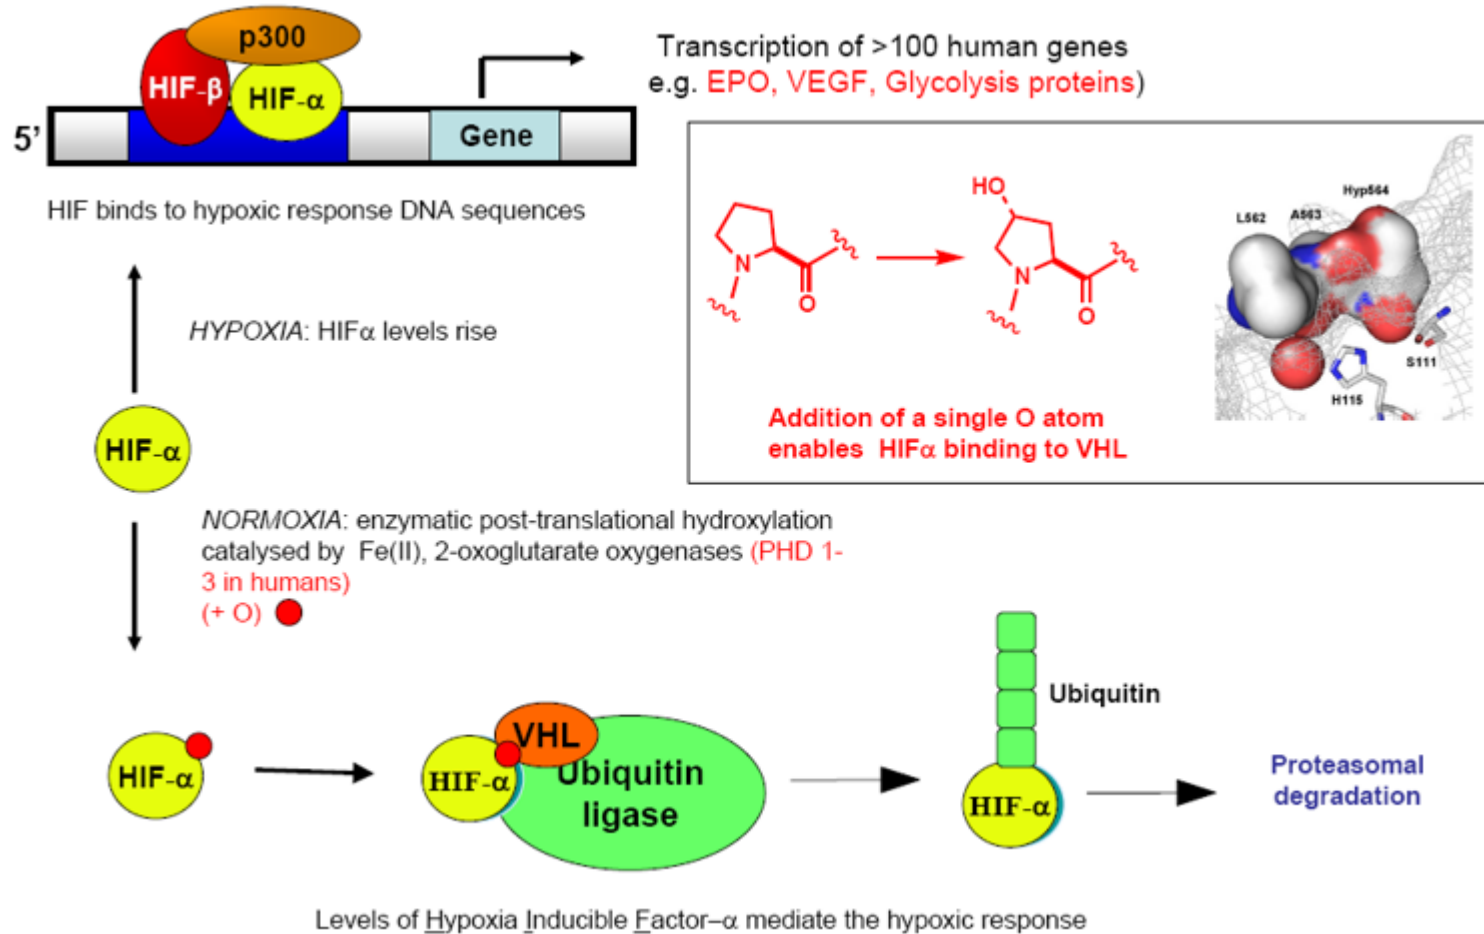 p300
HIF-β
HIF-α
5’
Gene
Transcription of >100 human genes
e.g. EPO, VEGF, Glycolysis proteins)
HIF binds to hypoxic response DNA sequences
HO
N
O
N
O
Hyp564
L562
A563
S111
H115
Addition of a single O atom
enables HIFα binding to VHL
HYPOXIA: HIFα levels rise
HIF-α
NORMOXIA: enzymatic post-translational hydroxylation
catalysed by Fe(II), 2-oxoglutarate oxygenases (PHD 1-
3 in humans)
(+ O)
HIF-α
VHL
HIF-α
Ubiquitin
ligase
Ubiquitin
HIF-α
Proteasomal
degradation
Levels of Hypoxia Inducible Factor–α mediate the hypoxic response